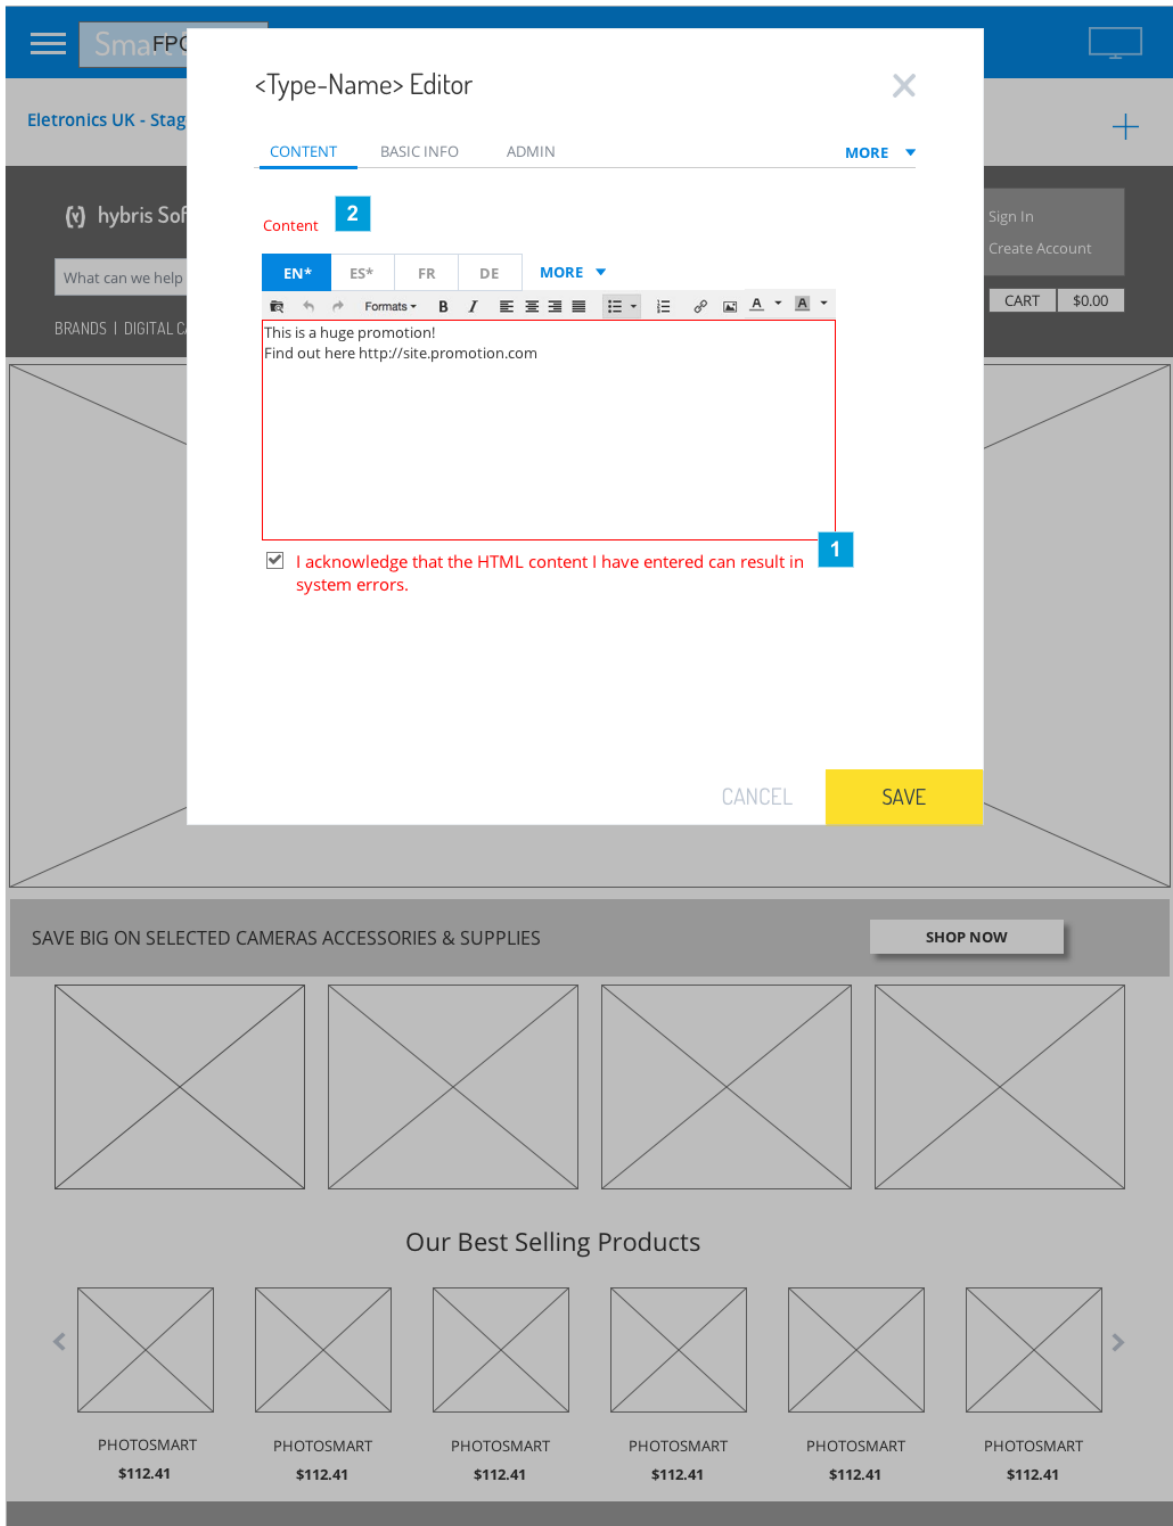 Smart
FPO
<Type-Name> Editor
Eletronics UK - Stag
CONTENT BASIC INFO ADMIN MORE
(y) hybris Sof
Sign In
Create Account
Content 2
What can we help
EN* ES* FR DE MORE
CART $0.00
Formats B I A A
BRANDS | DIGITAL C
This is a huge promotion!
Find out here http://site.promotion.com
1
I acknowledge that the HTML content I have entered can result in
system errors.
CANCEL SAVE
SAVE BIG ON SELECTED CAMERAS ACCESSORIES & SUPPLIES SHOP NOW
Our Best Selling Products
PHOTOSMART PHOTOSMART PHOTOSMART PHOTOSMART PHOTOSMART PHOTOSMART
$112.41 $112.41 $112.41 $112.41 $112.41 $112.41